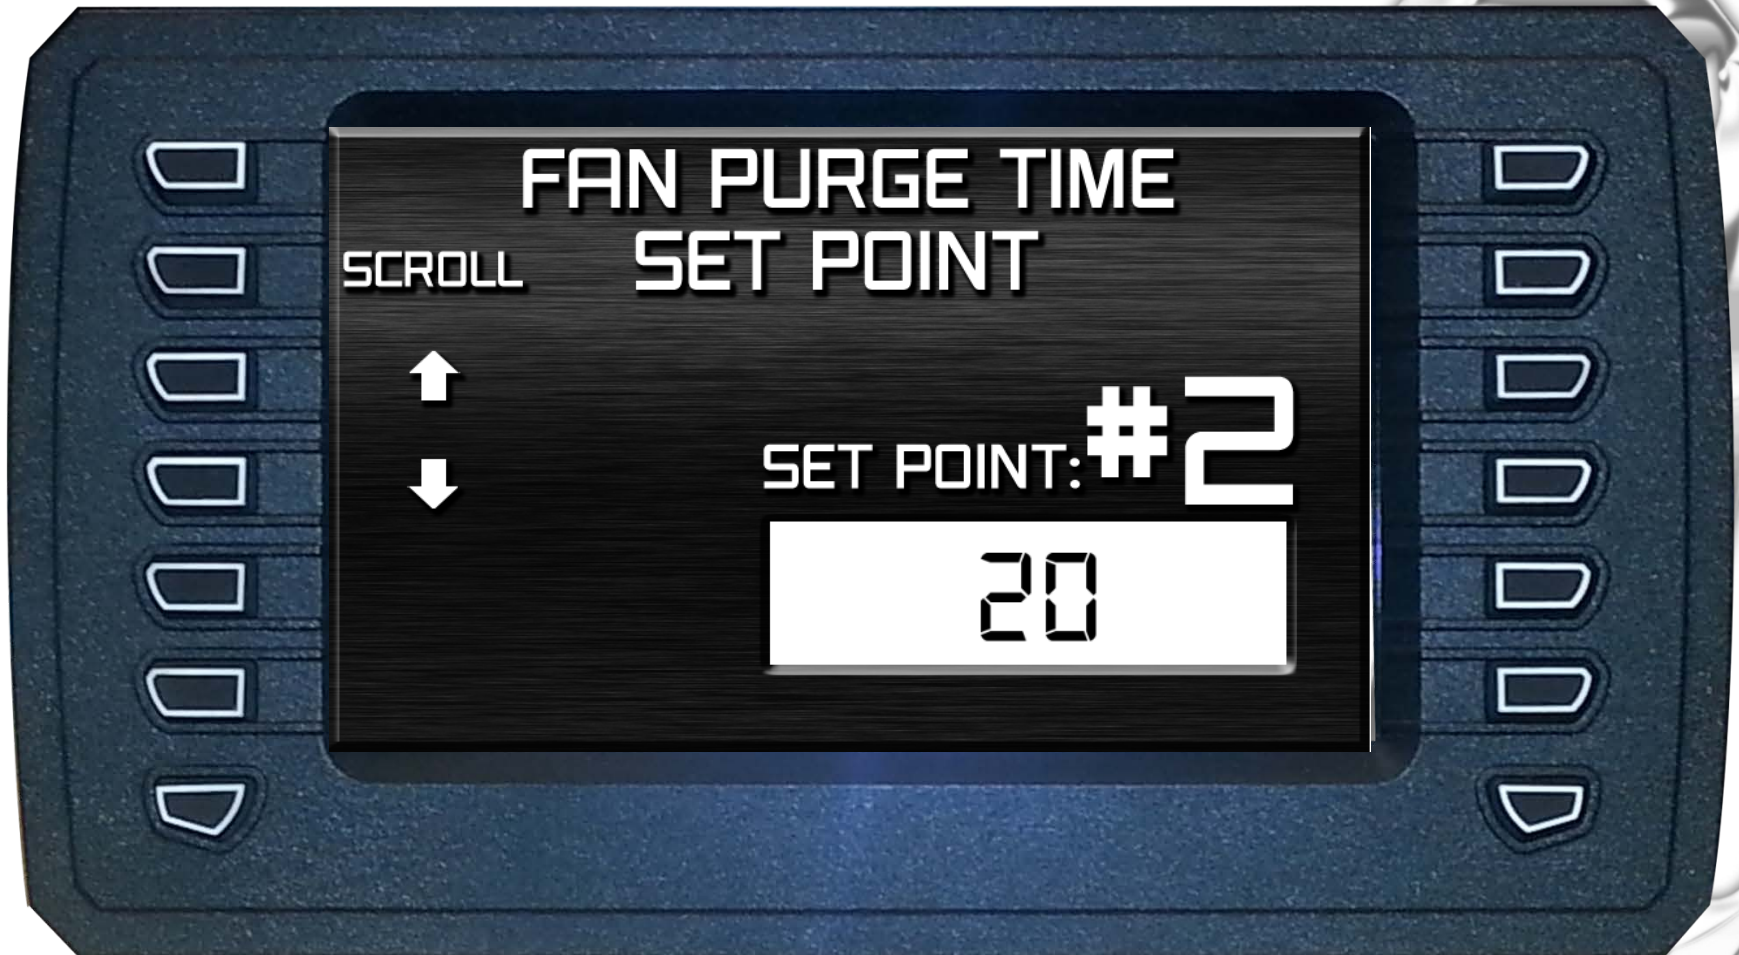 FAN PURGE TIME
SET POINT
SCROLL
SET POINT: #2
20